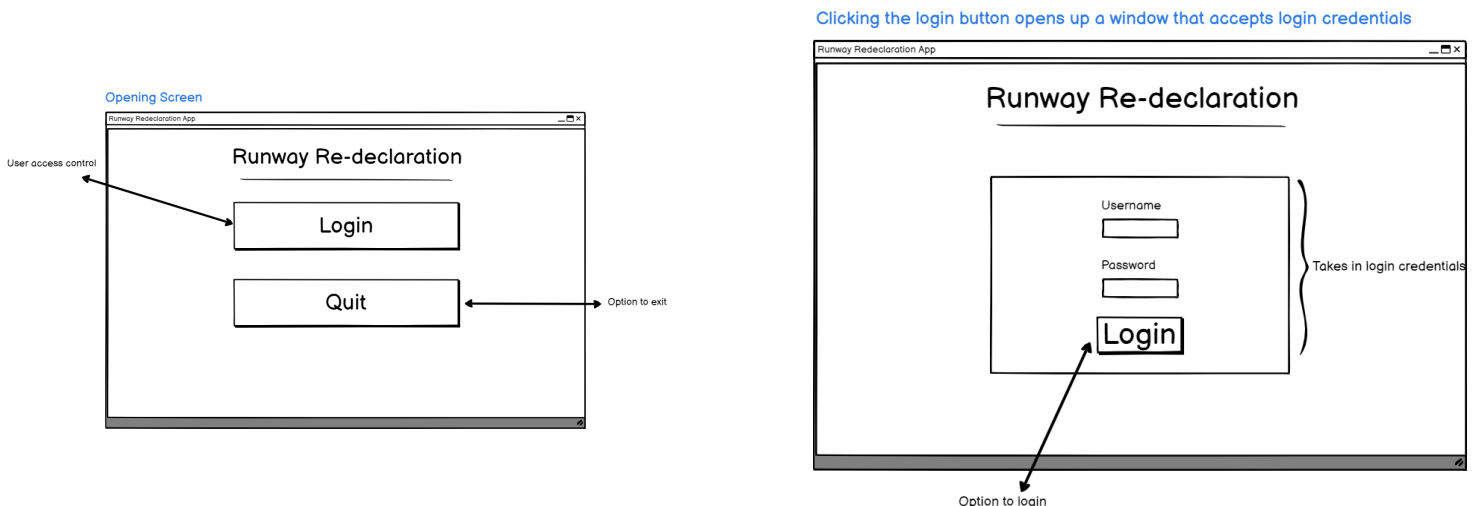 Opening Screen
Runway Redeclaration App
Runway Re-declaration
User access control
Login
Quit
Option to exit
Clicking the login button opens up a window that accepts login credentials
Runway Redeclaration App
Runway Re-declaration
Username
Password
Takes in login credentials
Login
Option to login